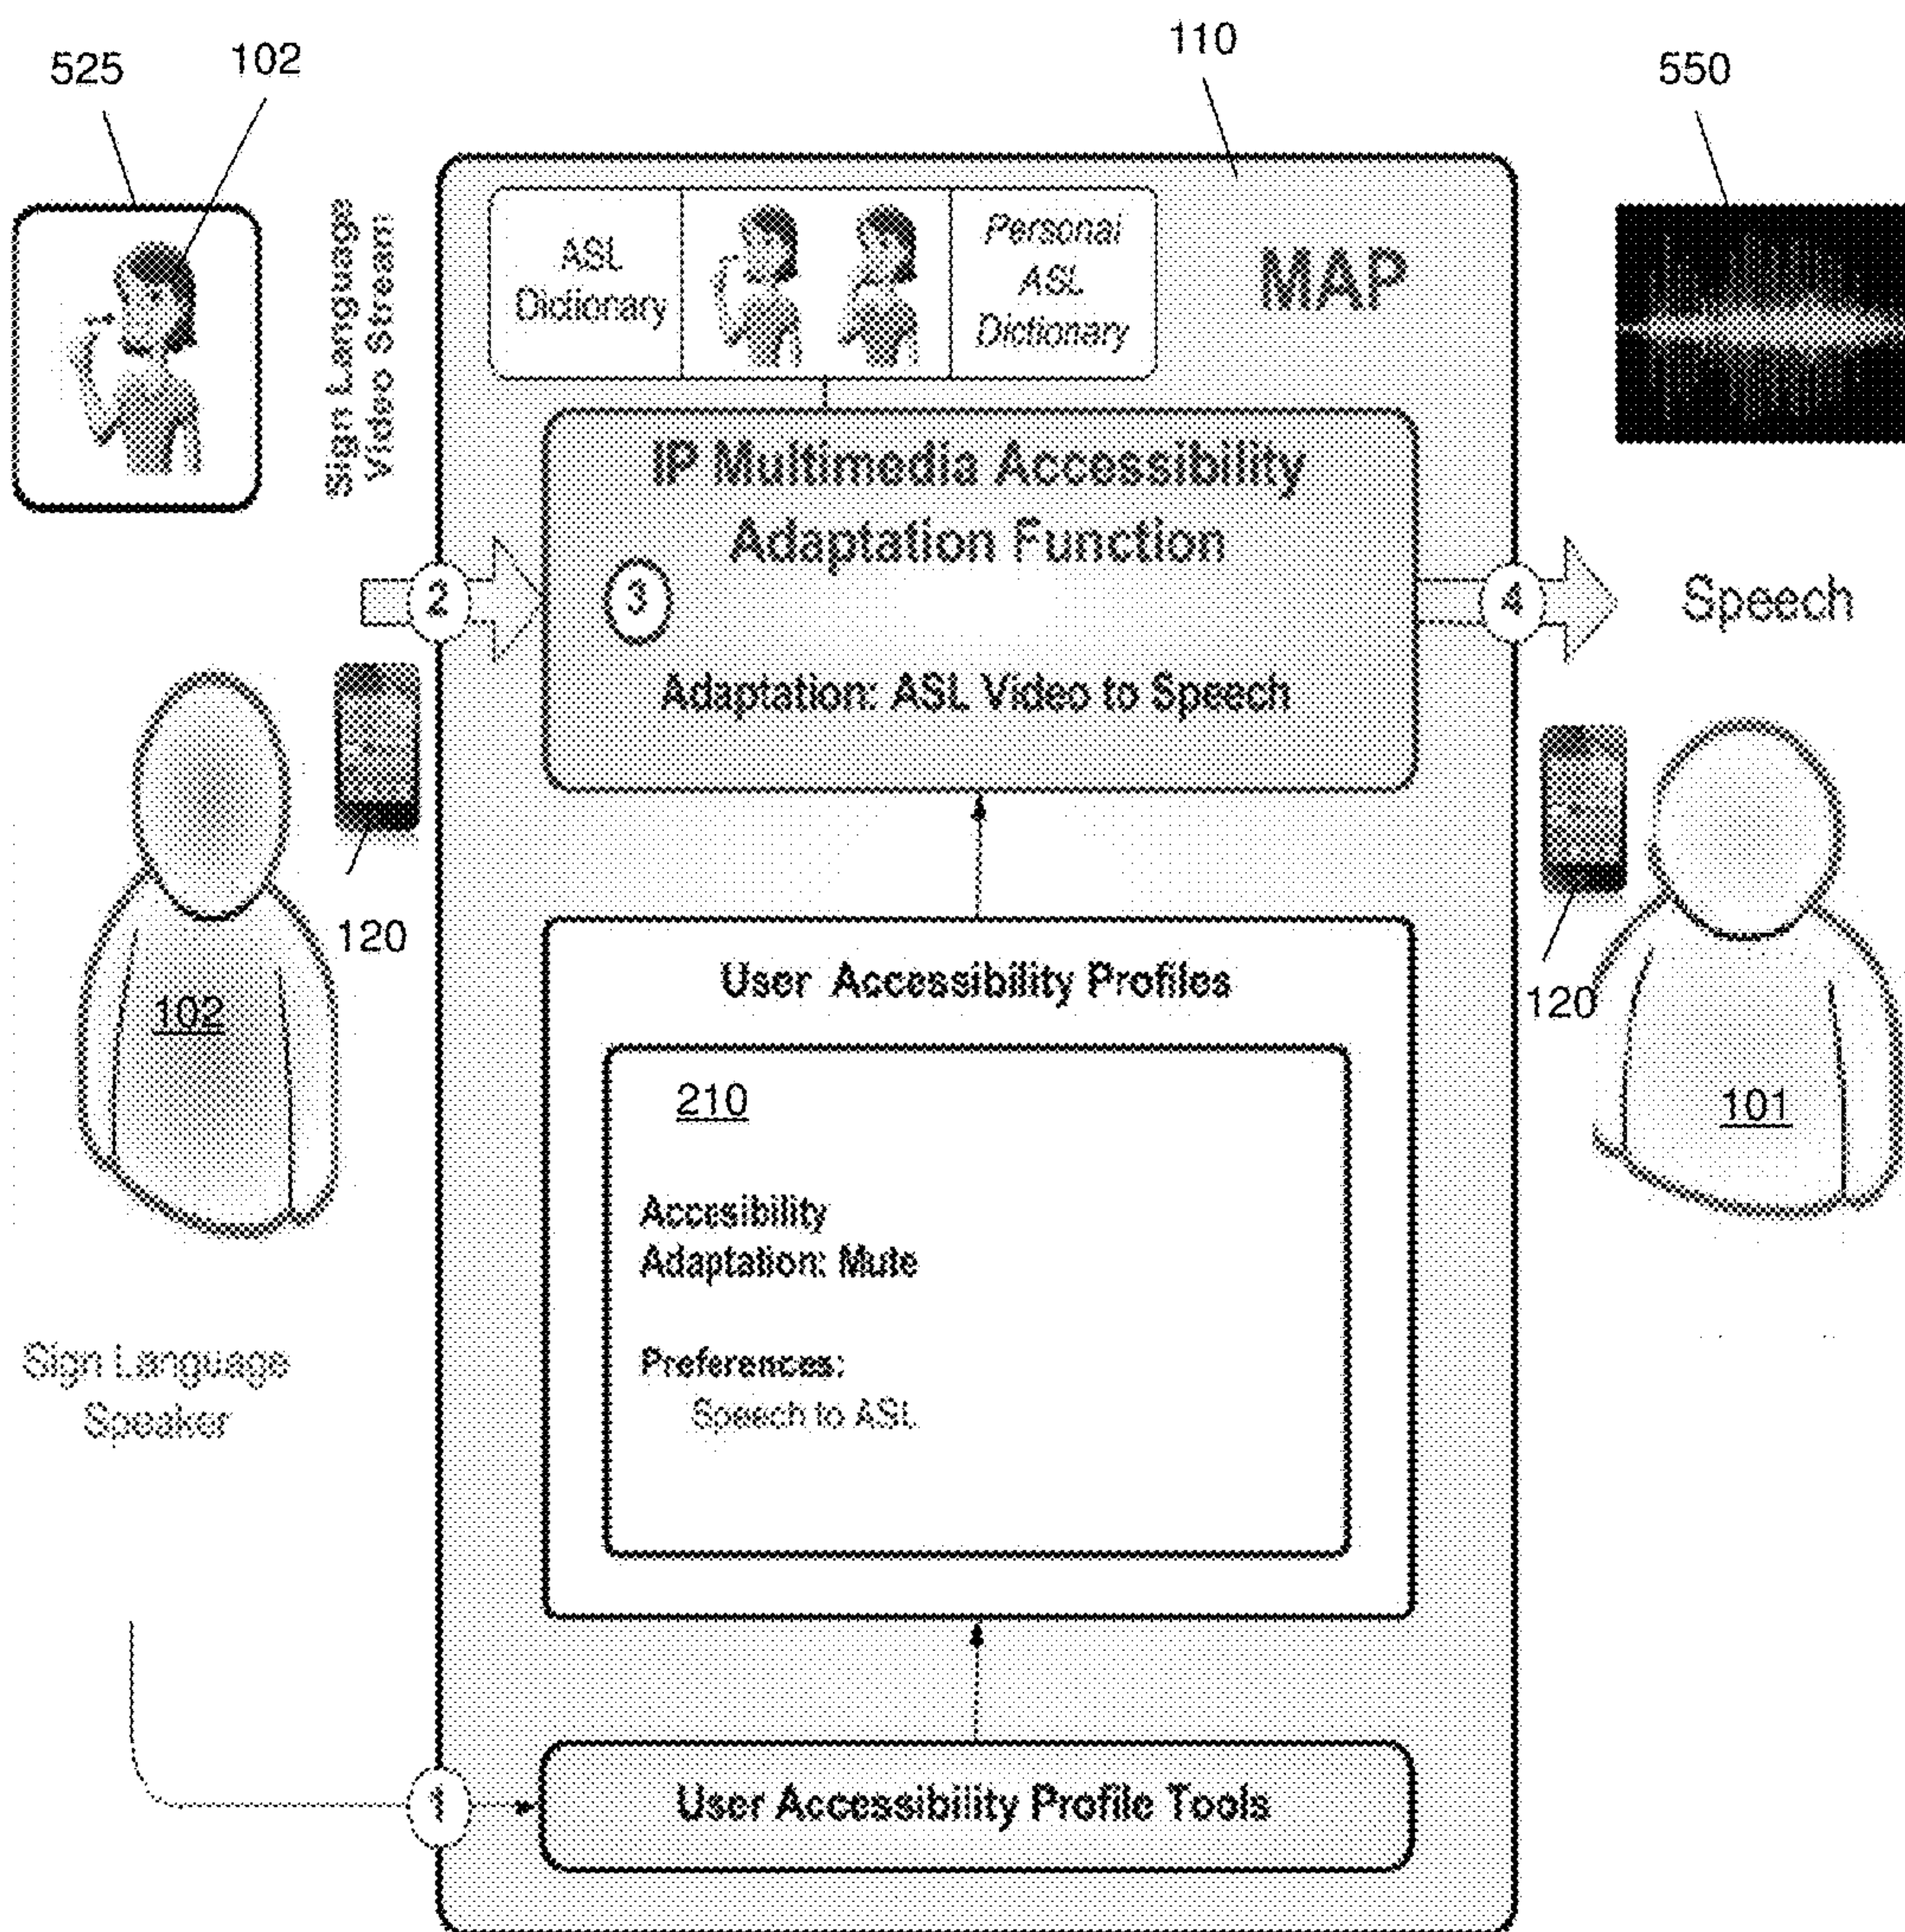 525
102
110
550
Sign Language
Video Stream
ASL
Dictionary
Personal
ASL
Dictionary
MAP
IP Multimedia Accessibility
Adaptation Function
2
3
4
Speech
Adaptation: ASL Video to Speech
120
120
102
101
User Accessibility Profiles
210
Accesibility
Adaptation: Mute
Preferences:
Speech to ASL
Sign Language
Speaker
1
User Accessibility Profile Tools